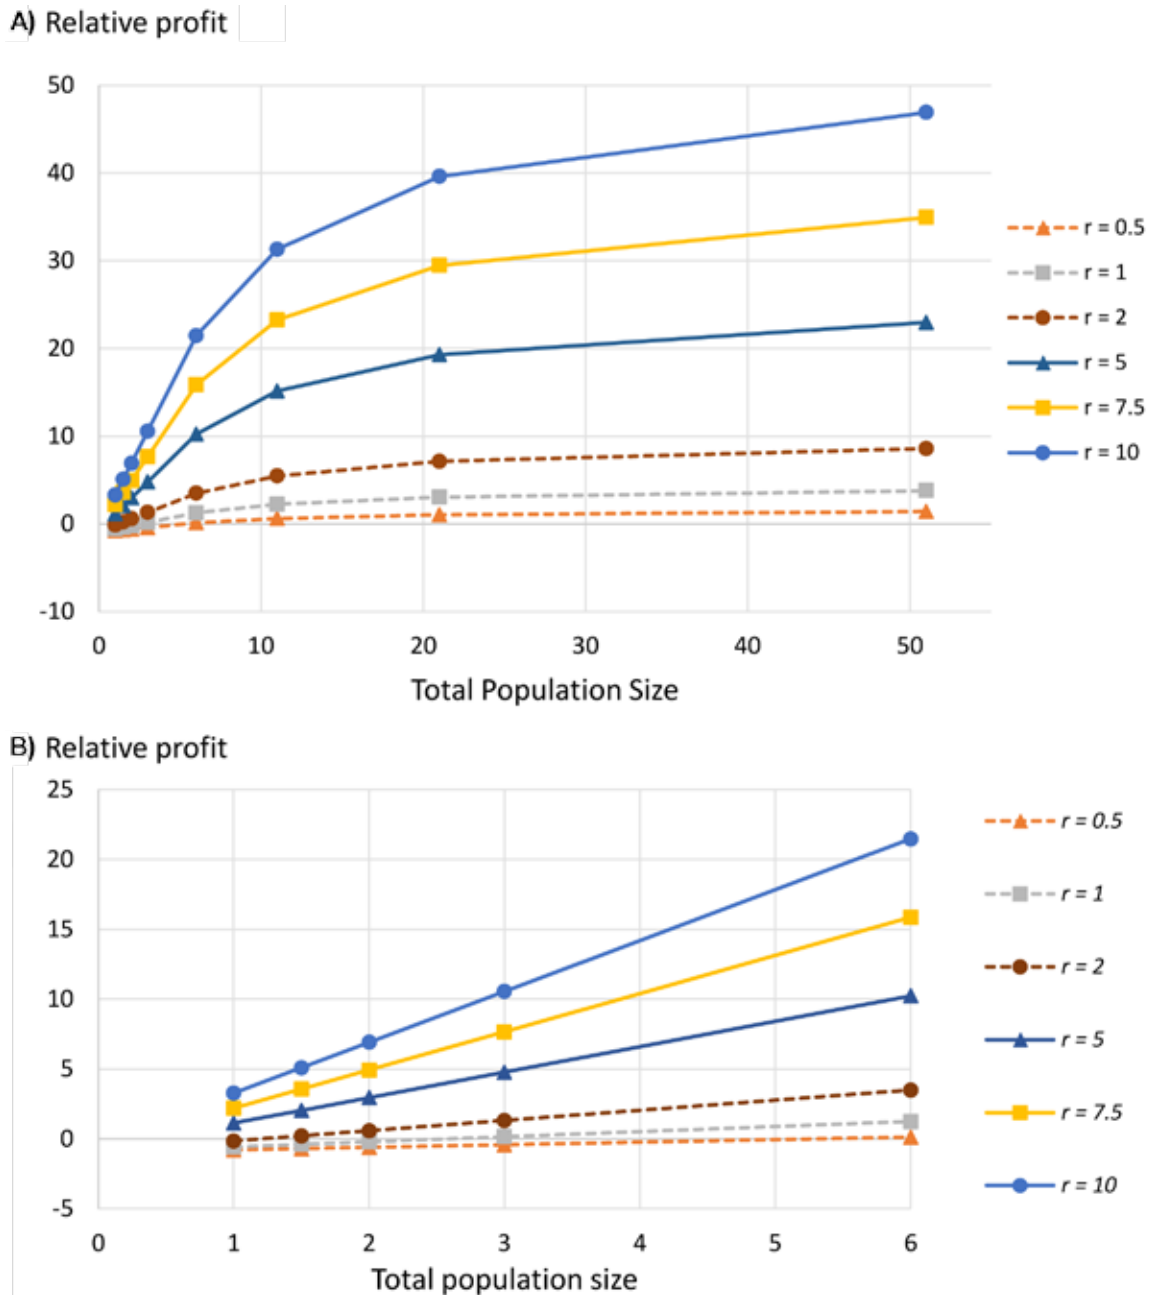 A) Relative profit
50
40
30
20
10
0
-10
0 10 20 30 40 50
Total Population Size
r = 0.5
r = 1
r = 2
r = 5
r = 7.5
r = 10
B) Relative profit
25
20
15
10
5
0
-5
0 1 2 3 4 5 6
Total population size
r = 0.5
r = 1
r = 2
r = 5
r = 7.5
r = 10